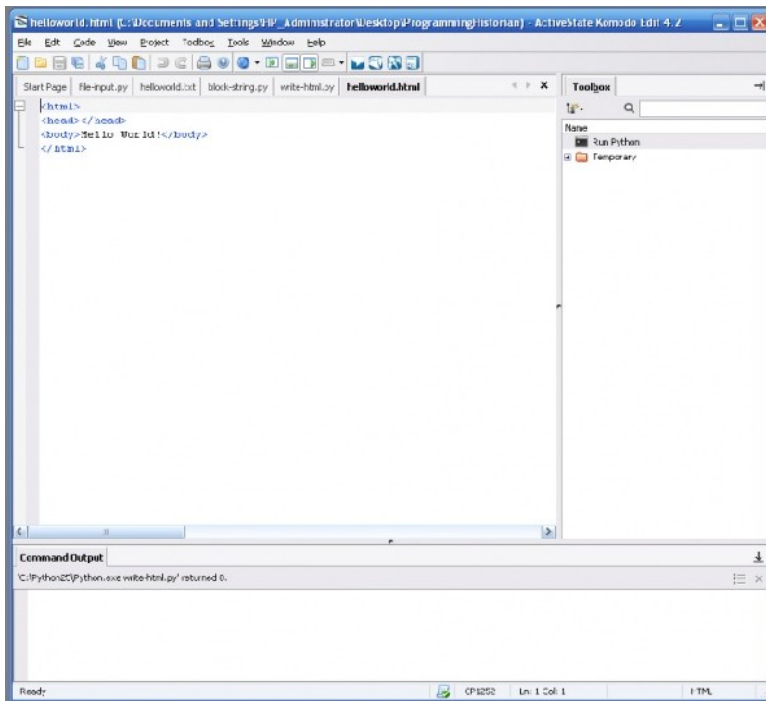 helloworld.html (C:\Documents and Settings\HP_Administrator\Desktop\ProgrammingHistorian) - ActiveState Komodo Edit 4.2
File Edit Code View Project Toolbox Tools Window Help
Start Page file-input.py helloworld.txt block-string.py write-html.py helloworld.html
Toolbox
<html>
<head></head>
<body>Hello World!</body>
</html>
Name
Run Python
Temporary
Command Output
'C:\Python25\Python.exe write-html.py' returned 0.
Ready CP1252 Ln: 1 Col: 1 HTML